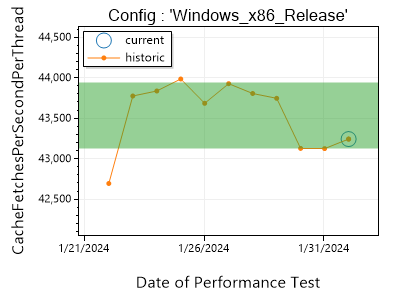 Config : 'Windows_x86_Release'
CacheFetchesPerSecondPerThread
44,500
44,000
43,500
43,000
42,500
current
historic
1/21/2024
1/26/2024
1/31/2024
Date of Performance Test